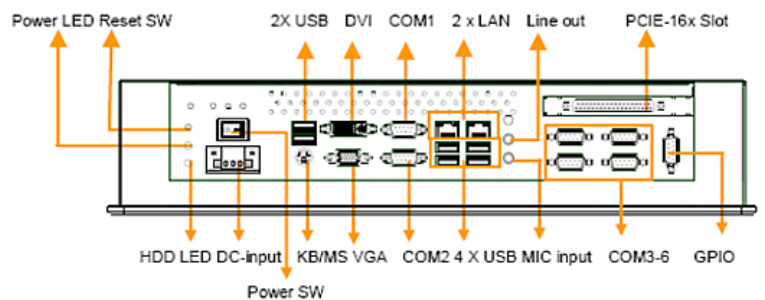 Power LED Reset SW 2X USB DVI COM1 2 x LAN Line out PCIE-16x Slot
HDD LED DC-input KB/MS VGA COM2 4 X USB MIC input COM3-6 GPIO
Power SW